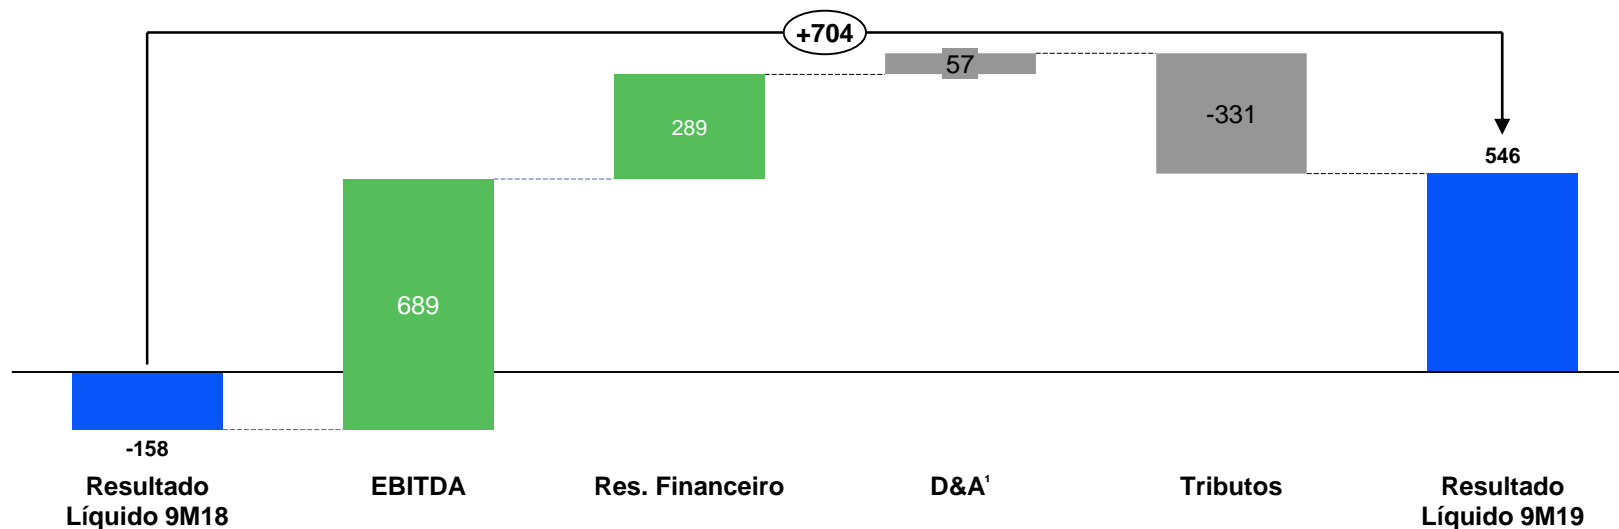 +704
57
-331
289
546
689
-158
Resultado
Líquido 9M18
EBITDA
Res. Financeiro
D&A¹
Tributos
Resultado
Líquido 9M19